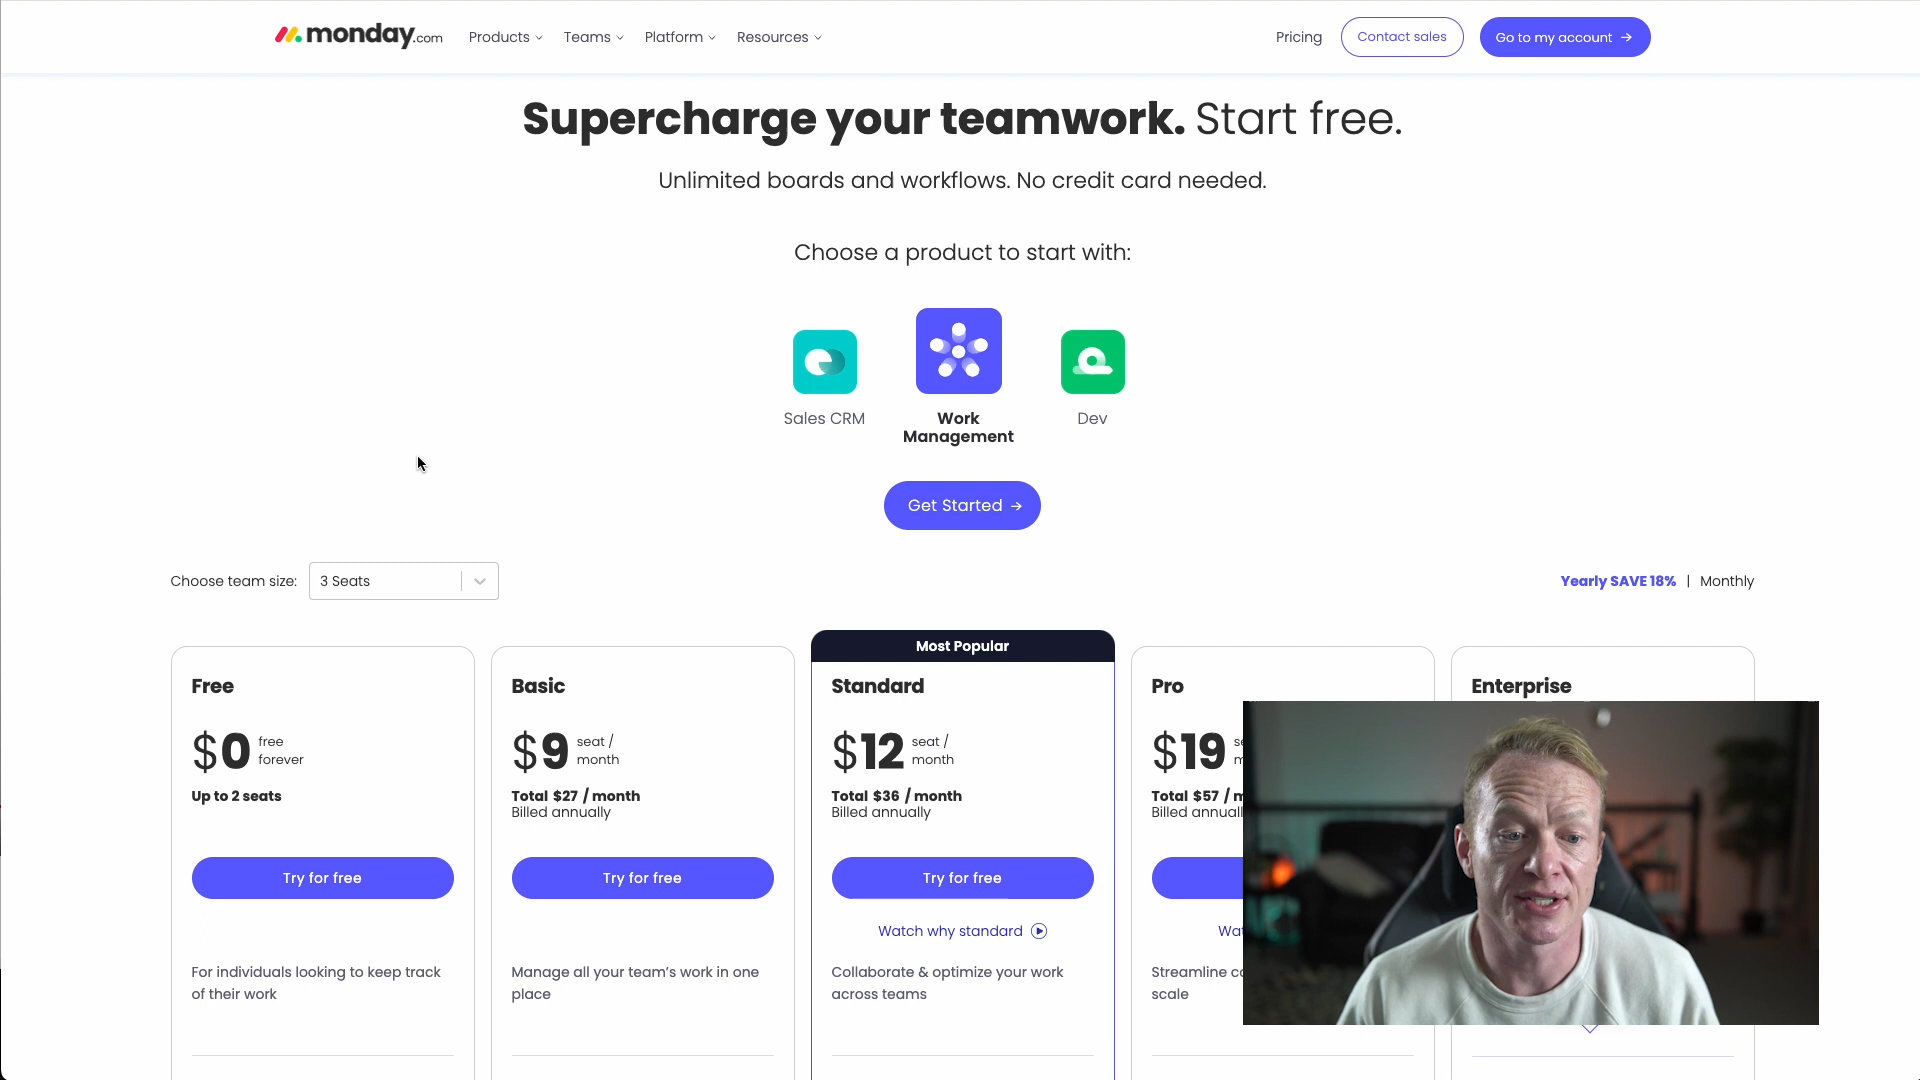 monday.com Products Teams Platform Resources Pricing Contact sales Go to my account →
Supercharge your teamwork. Start free.
Unlimited boards and workflows. No credit card needed.
Choose a product to start with:
Sales CRM
Work
Management
Dev
Get Started →
Choose team size: 3 Seats
Yearly SAVE 18% | Monthly
Free
$0 free
forever
Up to 2 seats
Try for free
For individuals looking to keep track
of their work
Basic
$9 seat /
month
Total $27 / month
Billed annually
Try for free
Manage all your team’s work in one
place
Most Popular
Standard
$12 seat /
month
Total $36 / month
Billed annually
Try for free
Watch why standard
Collaborate & optimize your work
across teams
Pro
$19
Total $57 /
Billed
Streamline
scale
Enterprise